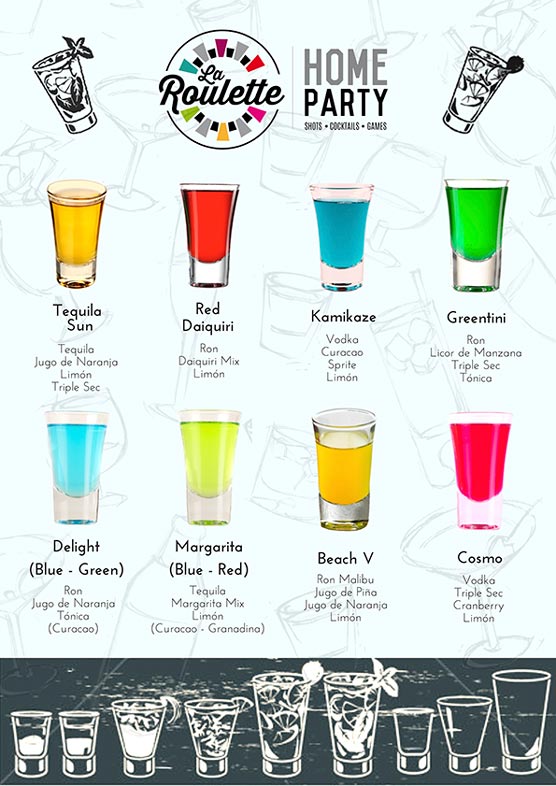 La
Roulette
HOME
PARTY
SHOTS • COCKTAILS • GAMES
Tequila
Sun
Tequila
Jugo de Naranja
Limón
Triple Sec
Red
Daiquiri
Ron
Daiquiri Mix
Limón
Kamikaze
Vodka
Curacao
Sprite
Limón
Greentini
Ron
Licor de Manzana
Triple Sec
Tónica
Delight
(Blue - Green)
Ron
Jugo de Naranja
Tónica
(Curacao)
Margarita
(Blue - Red)
Tequila
Margarita Mix
Limón
(Curacao - Granadina)
Beach V
Ron Malibu
Jugo de Piña
Jugo de Naranja
Limón
Cosmo
Vodka
Triple Sec
Cranberry
Limón